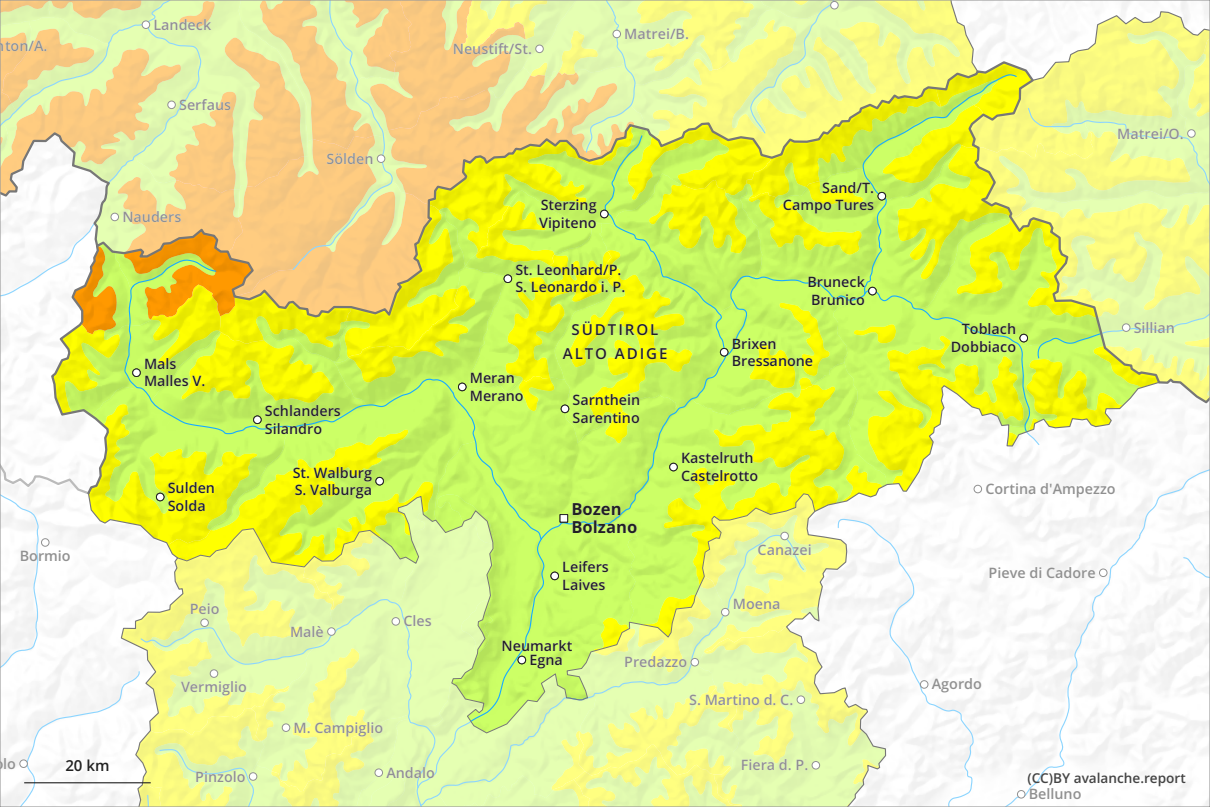 Landeck
nton/A.
Neustift/St.
Matrei/B.
Serfaus
Matrei/O.
Sölden
Nauders
Sand/T.
Campo Tures
Sterzing
Vipiteno
St. Leonhard/P.
S. Leonardo i. P.
Bruneck
Brunico
SÜDTIROL
ALTO ADIGE
Toblach
Dobbiaco
Sillian
Brixen
Bressanone
Mals
Malles V.
Meran
Merano
Sarnthein
Sarentino
Schlanders
Silandro
Kastelruth
Castelrotto
St. Walburg
S. Valburga
Sulden
Solda
Cortina d'Ampezzo
Bozen
Bolzano
Bormio
Canazei
Leifers
Laives
Pieve di Cadore
Peio
Moena
Malè
Cles
Neumarkt
Egna
Predazzo
Vermiglio
Agordo
S. Martino d. C.
M. Campiglio
olo
20 km
Pinzolo
Andalo
Fiera d. P.
(CC)BY avalanche.report
Belluno